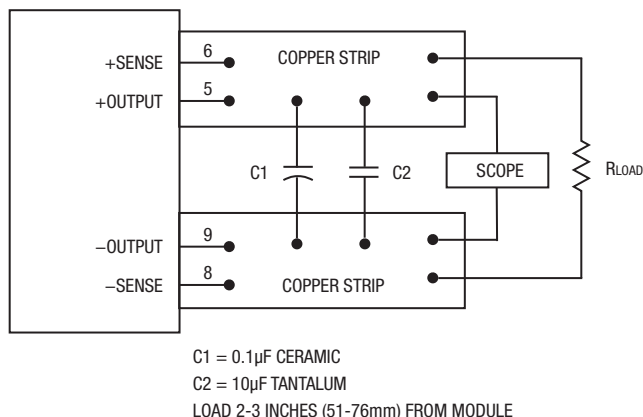 +SENSE 6 COPPER STRIP
+OUTPUT 5
C1 C2 SCOPE RLOAD
−OUTPUT 9
−SENSE 8 COPPER STRIP
C1 = 0.1µF CERAMIC
C2 = 10µF TANTALUM
LOAD 2-3 INCHES (51-76mm) FROM MODULE